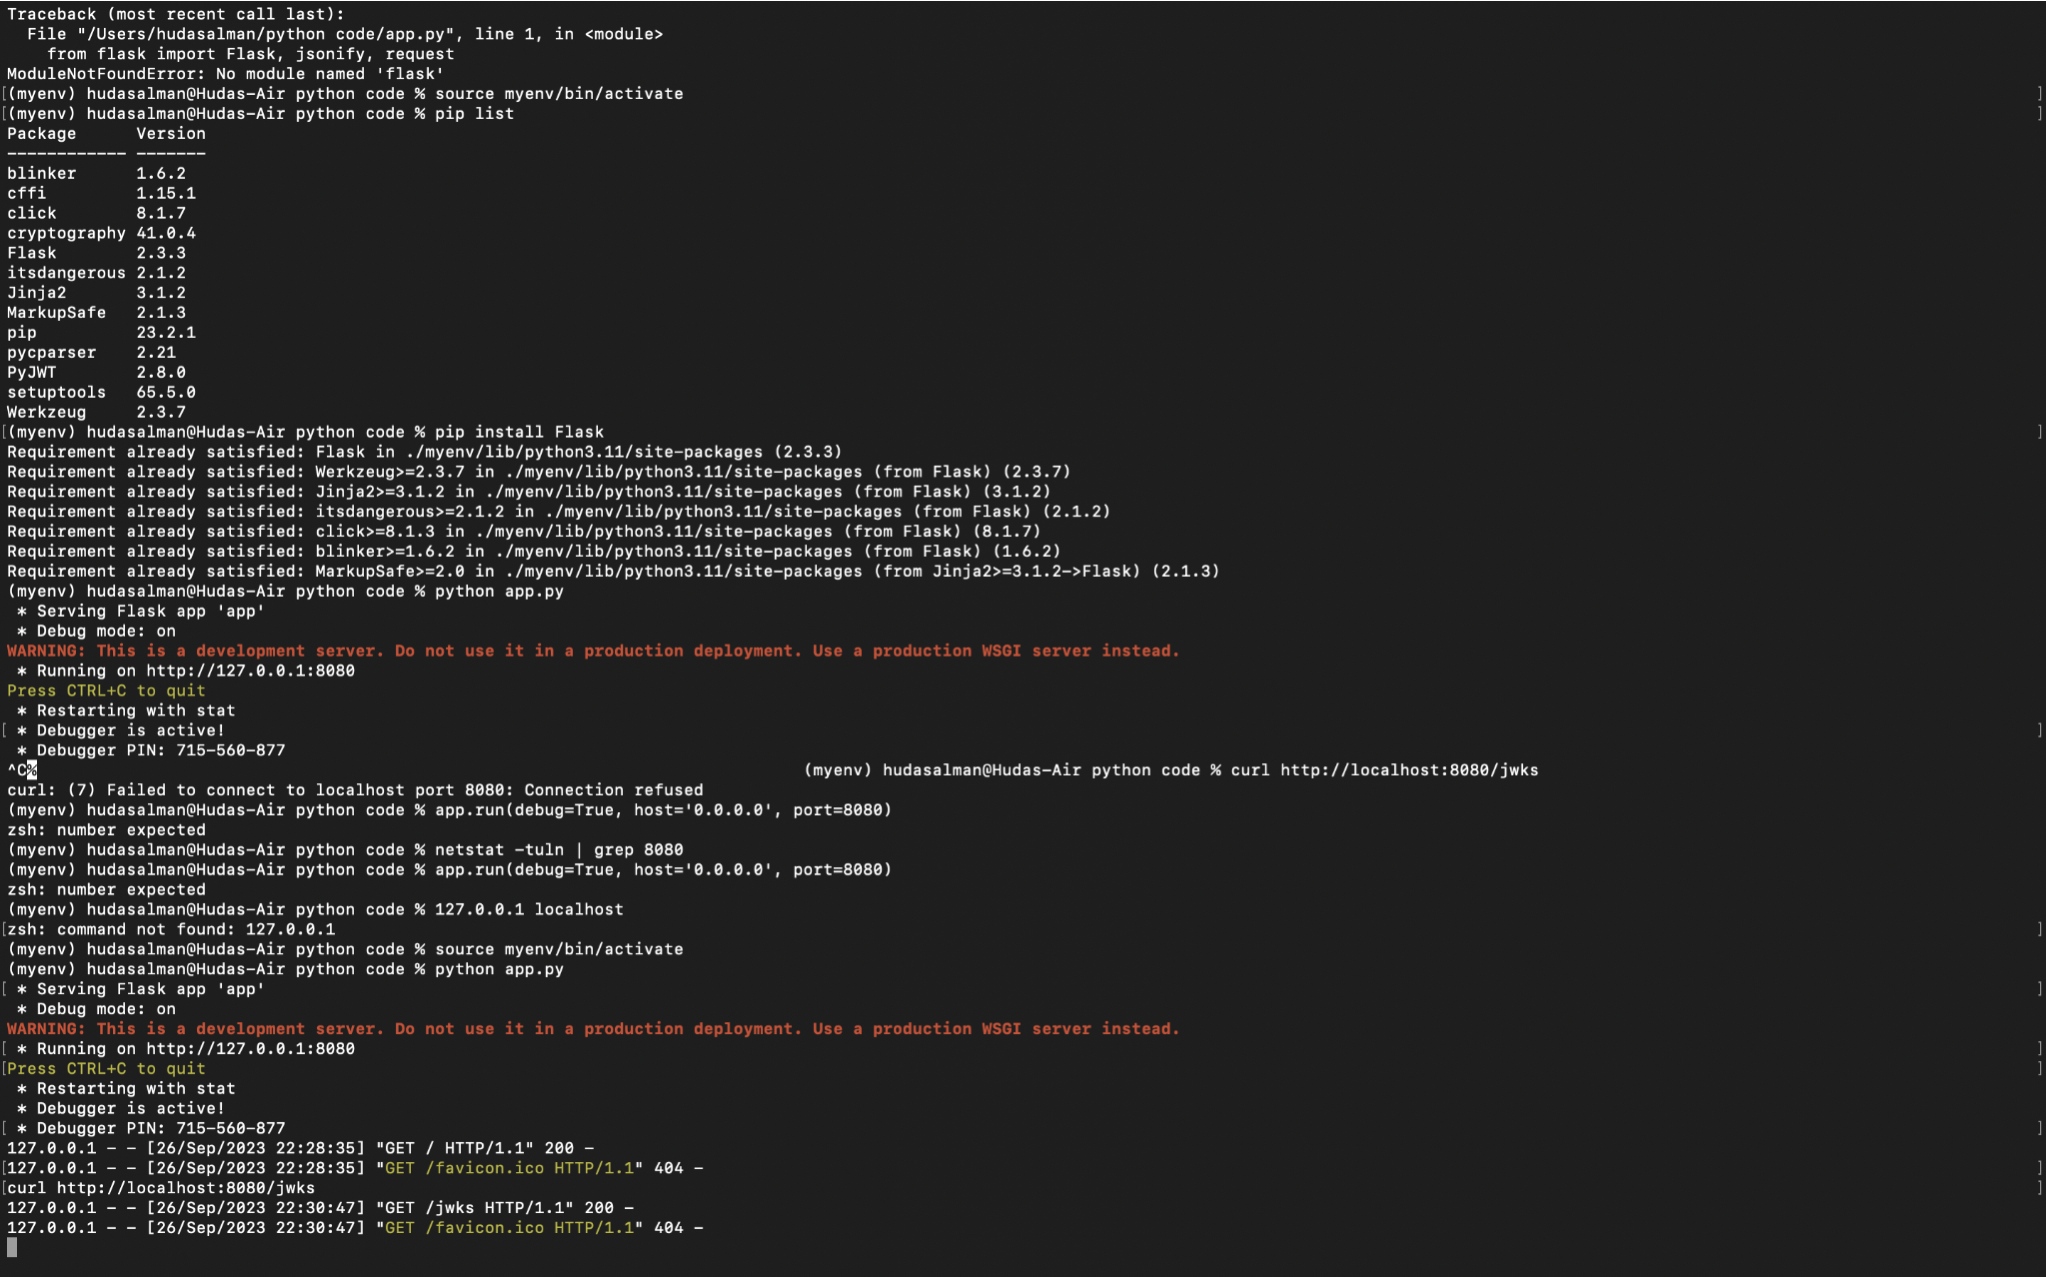 Traceback (most recent call last):
  File "/Users/hudasalman/python code/app.py", line 1, in <module>
    from flask import Flask, jsonify, request
ModuleNotFoundError: No module named 'flask'
[(myenv) hudasalman@Hudas-Air python code % source myenv/bin/activate ]
[(myenv) hudasalman@Hudas-Air python code % pip list ]
Package      Version
------------ -------
blinker      1.6.2
cffi         1.15.1
click        8.1.7
cryptography 41.0.4
Flask        2.3.3
itsdangerous 2.1.2
Jinja2       3.1.2
MarkupSafe   2.1.3
pip          23.2.1
pycparser    2.21
PyJWT        2.8.0
setuptools   65.5.0
Werkzeug     2.3.7
[(myenv) hudasalman@Hudas-Air python code % pip install Flask ]
Requirement already satisfied: Flask in ./myenv/lib/python3.11/site-packages (2.3.3)
Requirement already satisfied: Werkzeug>=2.3.7 in ./myenv/lib/python3.11/site-packages (from Flask) (2.3.7)
Requirement already satisfied: Jinja2>=3.1.2 in ./myenv/lib/python3.11/site-packages (from Flask) (3.1.2)
Requirement already satisfied: itsdangerous>=2.1.2 in ./myenv/lib/python3.11/site-packages (from Flask) (2.1.2)
Requirement already satisfied: click>=8.1.3 in ./myenv/lib/python3.11/site-packages (from Flask) (8.1.7)
Requirement already satisfied: blinker>=1.6.2 in ./myenv/lib/python3.11/site-packages (from Flask) (1.6.2)
Requirement already satisfied: MarkupSafe>=2.0 in ./myenv/lib/python3.11/site-packages (from Jinja2>=3.1.2->Flask) (2.1.3)
(myenv) hudasalman@Hudas-Air python code % python app.py
 * Serving Flask app 'app'
 * Debug mode: on
WARNING: This is a development server. Do not use it in a production deployment. Use a production WSGI server instead.
 * Running on http://127.0.0.1:8080
Press CTRL+C to quit
 * Restarting with stat
[ * Debugger is active! ]
 * Debugger PIN: 715-560-877
^C% (myenv) hudasalman@Hudas-Air python code % curl http://localhost:8080/jwks
curl: (7) Failed to connect to localhost port 8080: Connection refused
(myenv) hudasalman@Hudas-Air python code % app.run(debug=True, host='0.0.0.0', port=8080)
zsh: number expected
(myenv) hudasalman@Hudas-Air python code % netstat -tuln | grep 8080
(myenv) hudasalman@Hudas-Air python code % app.run(debug=True, host='0.0.0.0', port=8080)
zsh: number expected
(myenv) hudasalman@Hudas-Air python code % 127.0.0.1 localhost
[zsh: command not found: 127.0.0.1 ]
(myenv) hudasalman@Hudas-Air python code % source myenv/bin/activate
(myenv) hudasalman@Hudas-Air python code % python app.py
[ * Serving Flask app 'app' ]
 * Debug mode: on
WARNING: This is a development server. Do not use it in a production deployment. Use a production WSGI server instead.
[ * Running on http://127.0.0.1:8080 ]
[Press CTRL+C to quit ]
 * Restarting with stat
 * Debugger is active!
[ * Debugger PIN: 715-560-877 ]
127.0.0.1 - - [26/Sep/2023 22:28:35] "GET / HTTP/1.1" 200 -
[127.0.0.1 - - [26/Sep/2023 22:28:35] "GET /favicon.ico HTTP/1.1" 404 - ]
[curl http://localhost:8080/jwks ]
127.0.0.1 - - [26/Sep/2023 22:30:47] "GET /jwks HTTP/1.1" 200 -
127.0.0.1 - - [26/Sep/2023 22:30:47] "GET /favicon.ico HTTP/1.1" 404 -